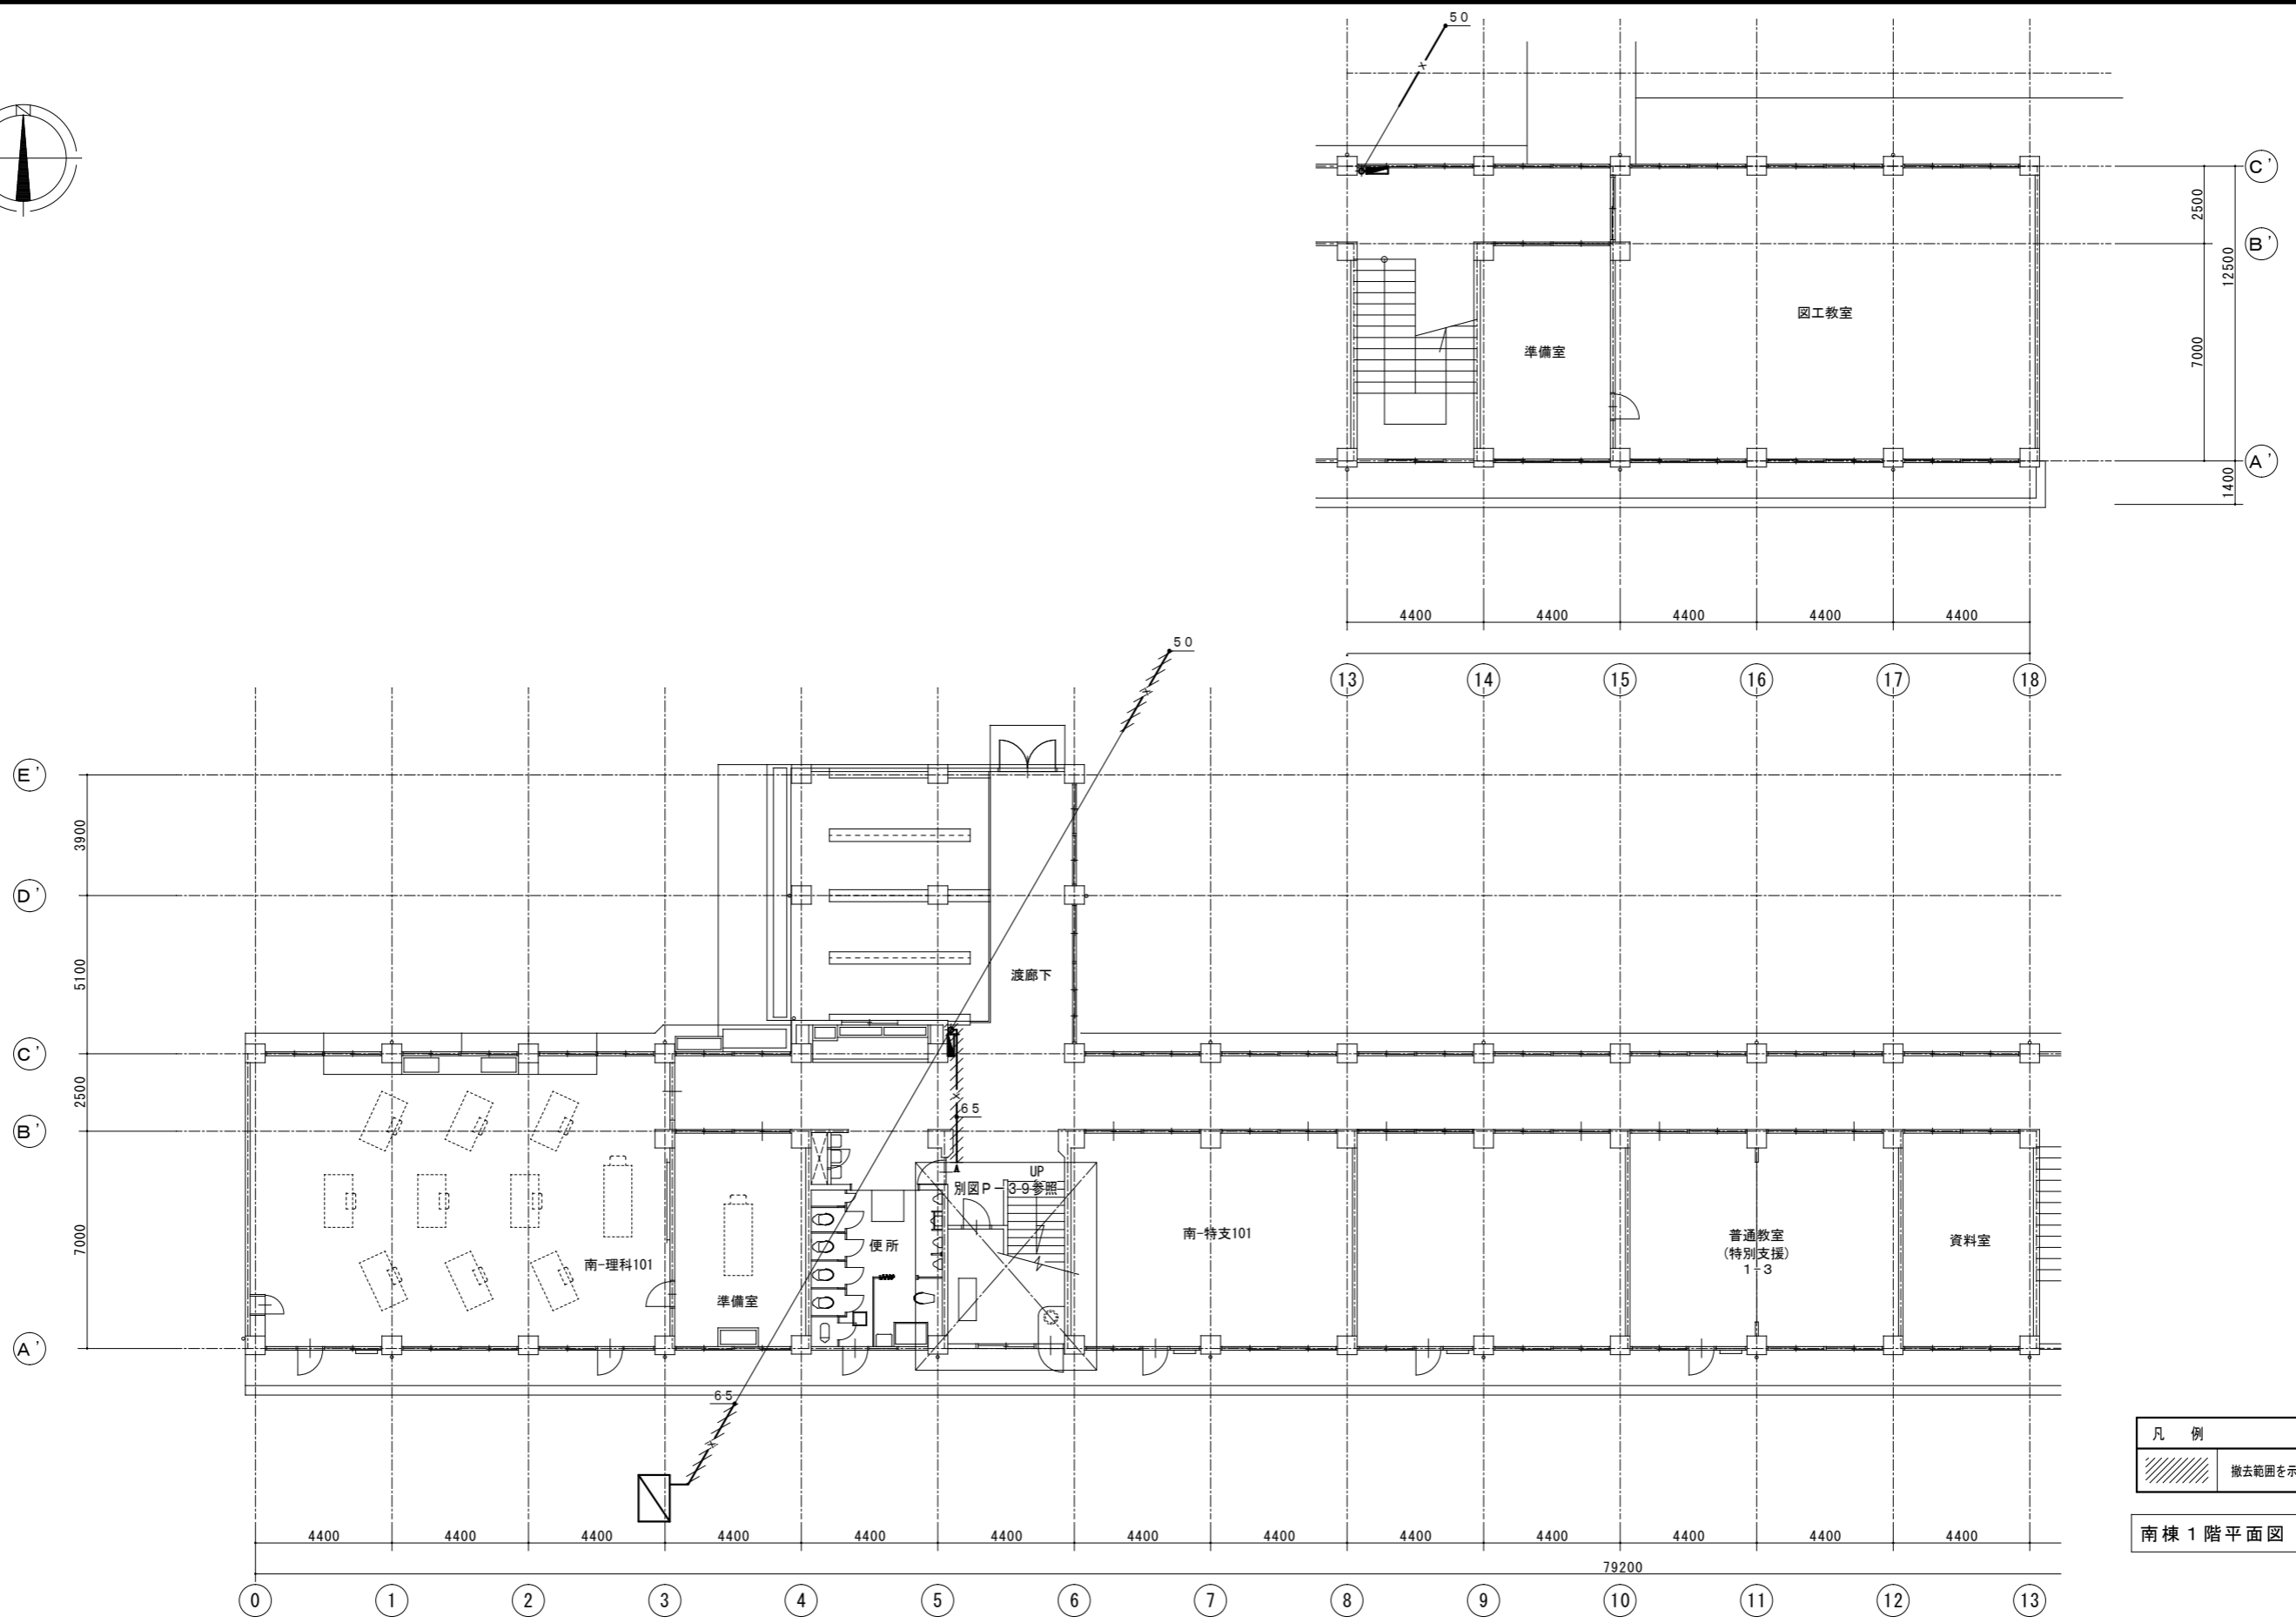 50
N
C'
2500
B'
12500
図工教室
準備室
7000
A'
1400
4400 4400 4400 4400 4400
50
13 14 15 16 17 18
E'
3900
D'
5100
渡廊下
C'
2500
65
B'
UP
別図P-3-9参照
7000
南-特支101
普通教室
(特別支援)
1-3
資料室
便所
南-理科101
準備室
A'
65
凡 例
撤去範囲を示
南棟1階平面図
4400 4400 4400 4400 4400 4400 4400 4400 4400 4400 4400 4400 4400
79200
0 1 2 3 4 5 6 7 8 9 10 11 12 13